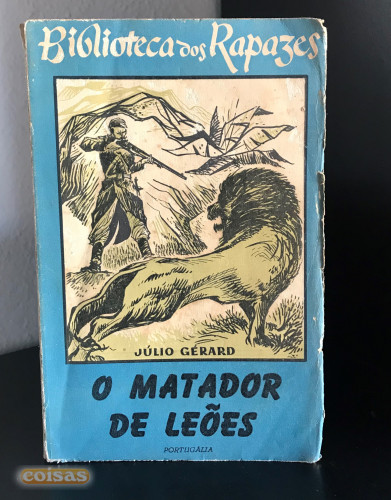 Biblioteca dos Rapazes
JÚLIO GÉRARD
O MATADOR
DE LEÕES
PORTUGÁLIA
coisas